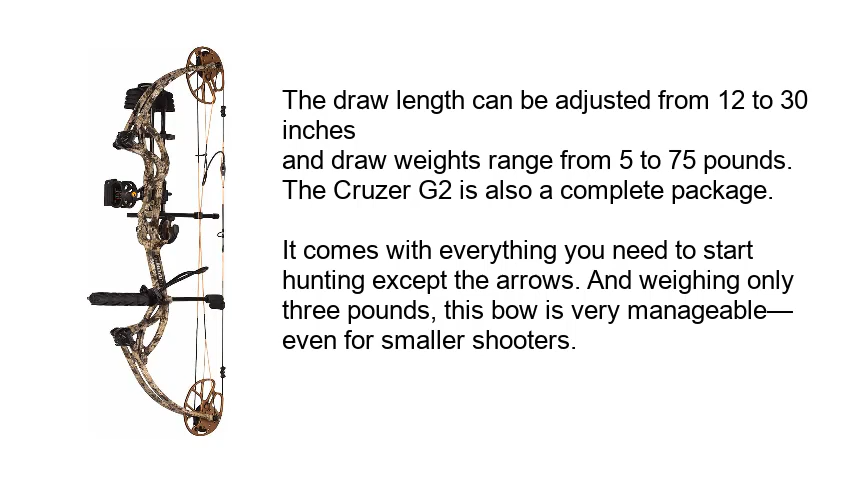 The draw length can be adjusted from 12 to 30
inches
and draw weights range from 5 to 75 pounds.
The Cruzer G2 is also a complete package.
It comes with everything you need to start
hunting except the arrows. And weighing only
three pounds, this bow is very manageable—
even for smaller shooters.